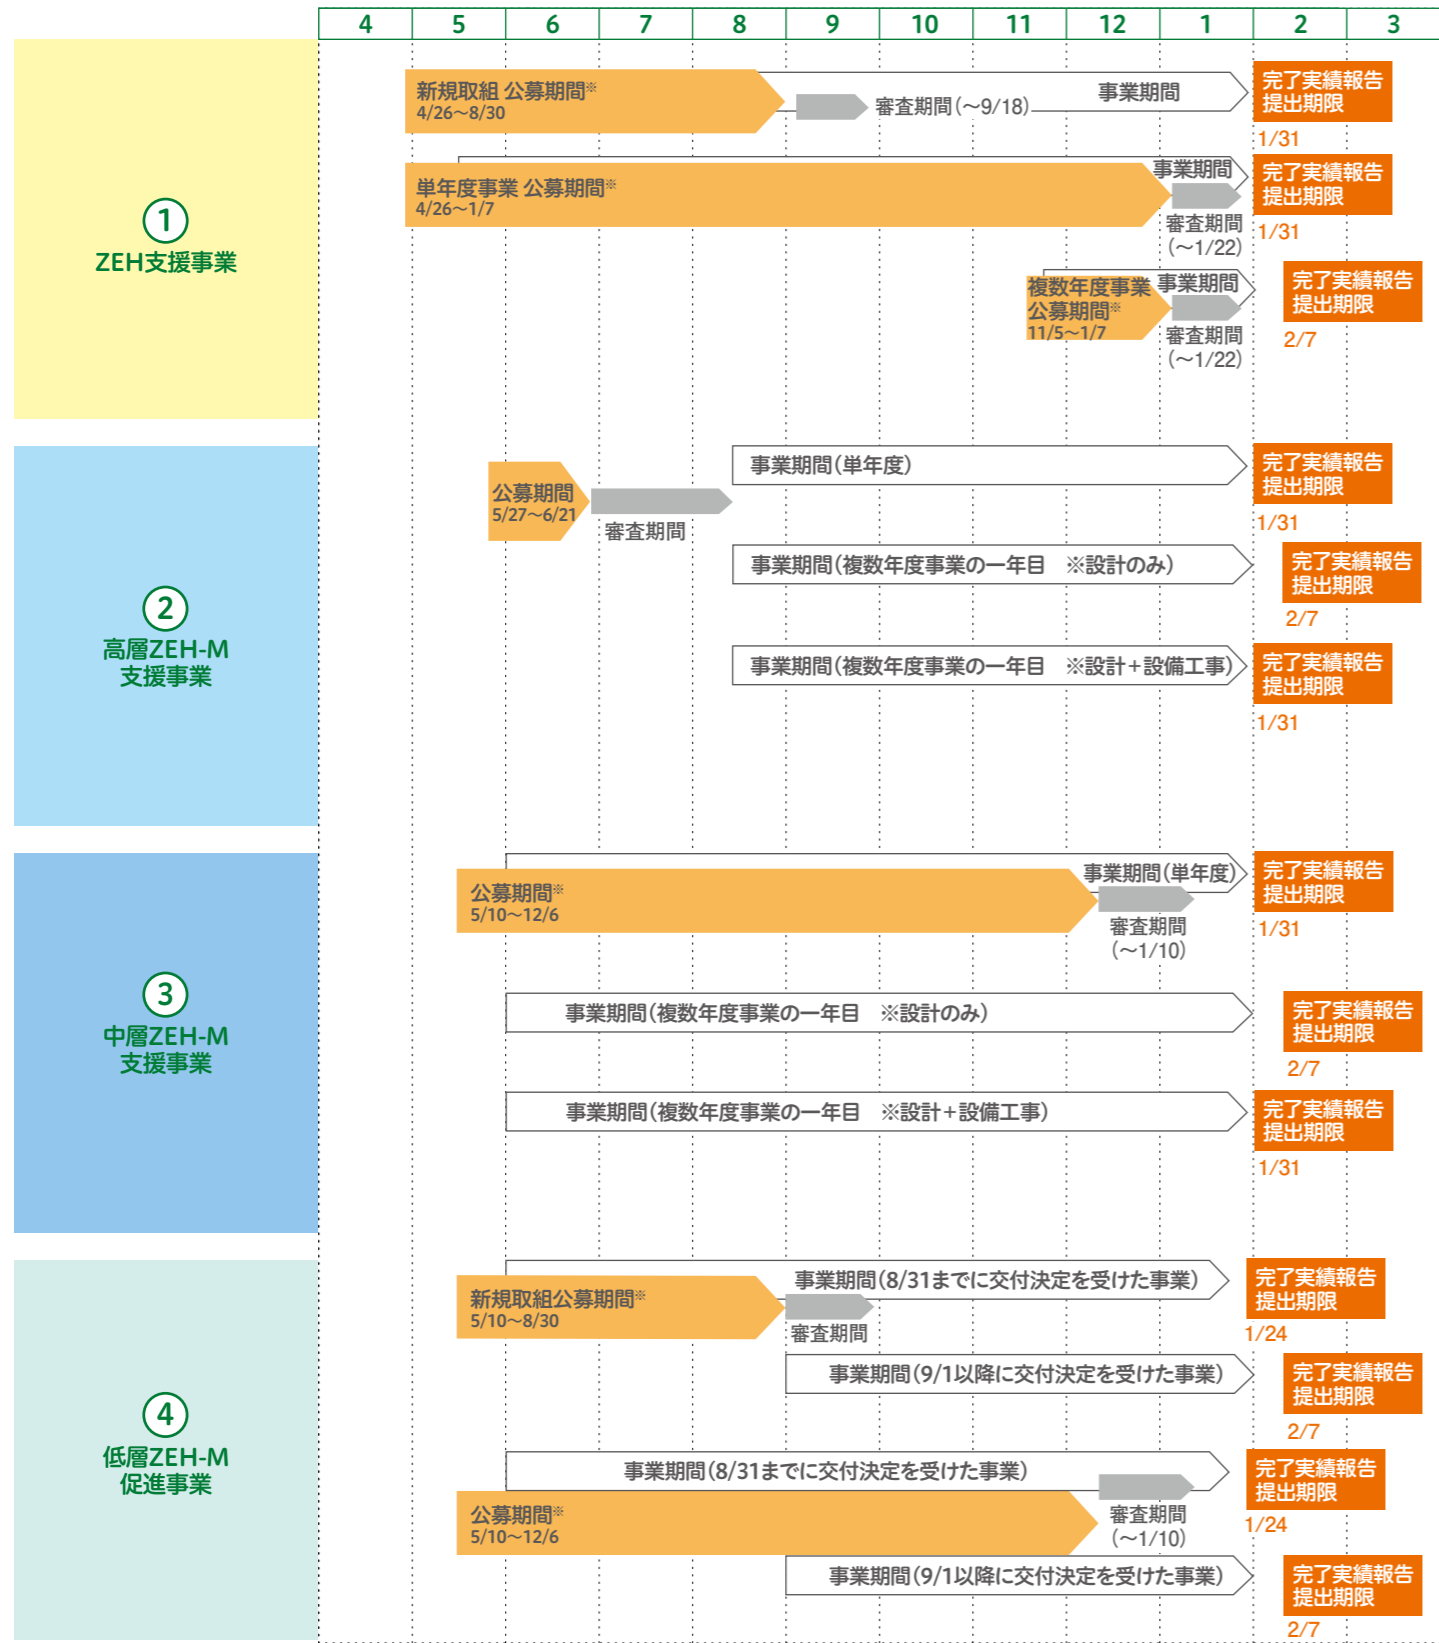 4 5 6 7 8 9 10 11 12 1 2 3
①
ZEH支援事業
新規取組 公募期間※
4/26～8/30
審査期間(～9/18)
事業期間
完了実績報告
提出期限
1/31
単年度事業 公募期間※
4/26～1/7
事業期間
審査期間
(～1/22)
完了実績報告
提出期限
1/31
複数年度事業
公募期間※
11/5～1/7
事業期間
審査期間
(～1/22)
完了実績報告
提出期限
2/7
②
高層ZEH-M
支援事業
公募期間
5/27～6/21
審査期間
事業期間(単年度)
完了実績報告
提出期限
1/31
事業期間(複数年度事業の一年目　※設計のみ)
完了実績報告
提出期限
2/7
事業期間(複数年度事業の一年目　※設計+設備工事)
完了実績報告
提出期限
1/31
③
中層ZEH-M
支援事業
公募期間※
5/10～12/6
事業期間(単年度)
審査期間
(～1/10)
完了実績報告
提出期限
1/31
事業期間(複数年度事業の一年目　※設計のみ)
完了実績報告
提出期限
2/7
事業期間(複数年度事業の一年目　※設計+設備工事)
完了実績報告
提出期限
1/31
④
低層ZEH-M
促進事業
事業期間(8/31までに交付決定を受けた事業)
新規取組公募期間※
5/10～8/30
審査期間
完了実績報告
提出期限
1/24
事業期間(9/1以降に交付決定を受けた事業)
完了実績報告
提出期限
2/7
事業期間(8/31までに交付決定を受けた事業)
公募期間※
5/10～12/6
審査期間
(～1/10)
完了実績報告
提出期限
1/24
事業期間(9/1以降に交付決定を受けた事業)
完了実績報告
提出期限
2/7